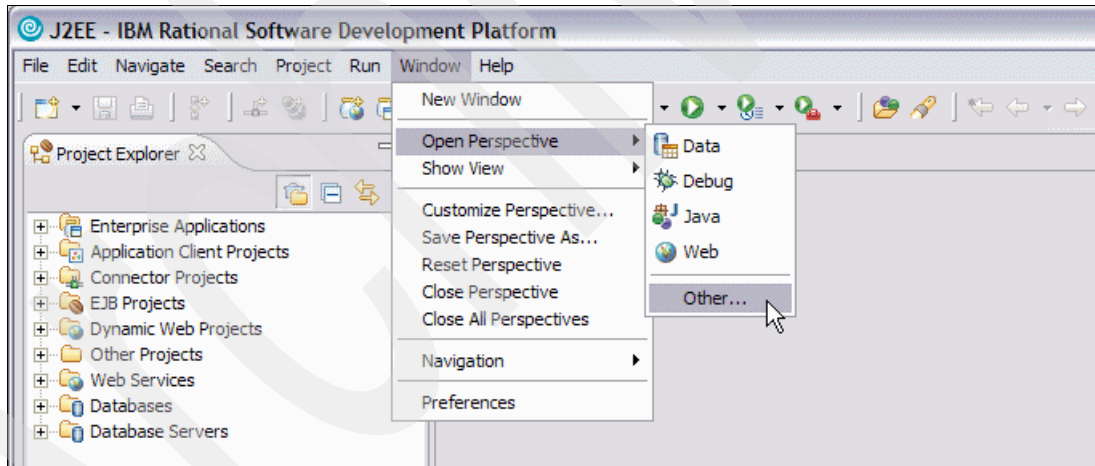 J2EE - IBM Rational Software Development Platform
File Edit Navigate Search Project Run Window Help
New Window
Open Perspective
Show View
Customize Perspective...
Save Perspective As...
Reset Perspective
Close Perspective
Close All Perspectives
Navigation
Preferences
Data
Debug
Java
Web
Other...
Project Explorer
Enterprise Applications
Application Client Projects
Connector Projects
EJB Projects
Dynamic Web Projects
Other Projects
Web Services
Databases
Database Servers